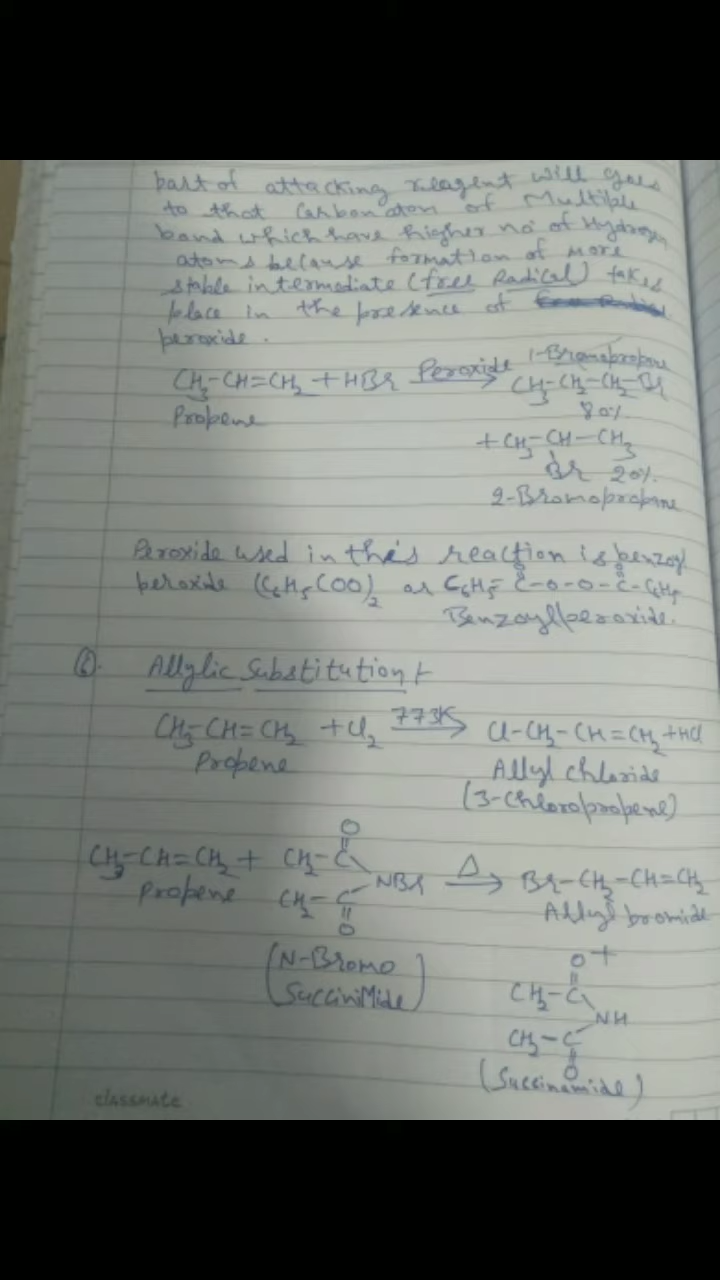 part of attacking reagent will goes
to that Carbon atom of Multiple
bond which have higher no of Hydrogen
atoms because formation of more
stable intermediate (free Radical) takes
place in the presence of
peroxide.
CH3-CH=CH2 + HBr Peroxide → 1-Bromopropane
CH3-CH2-CH2-Br
Propene 80%
+ CH3-CH-CH3
Br 20%
2-Bromopropane
Peroxide used in this reaction is benzoyl
peroxide (C6H5COO)2 or C6H5-C-O-O-C-C6H5
O O
Benzoylperoxide.
⑥. Allylic Substitution:-
CH3-CH=CH2 + Cl2 773K → Cl-CH2-CH=CH2 + HCl
Propene Allyl chloride
(3-Chloropropene)
O
CH3-CH=CH2 + CH2-C
Propene NBr Δ → Br-CH2-CH=CH2
CH2-C Allyl bromide
O
(N-Bromo
SucciniMide)
O +
CH2-C
NH
CH2-C
O
(Succinamide)
classmate